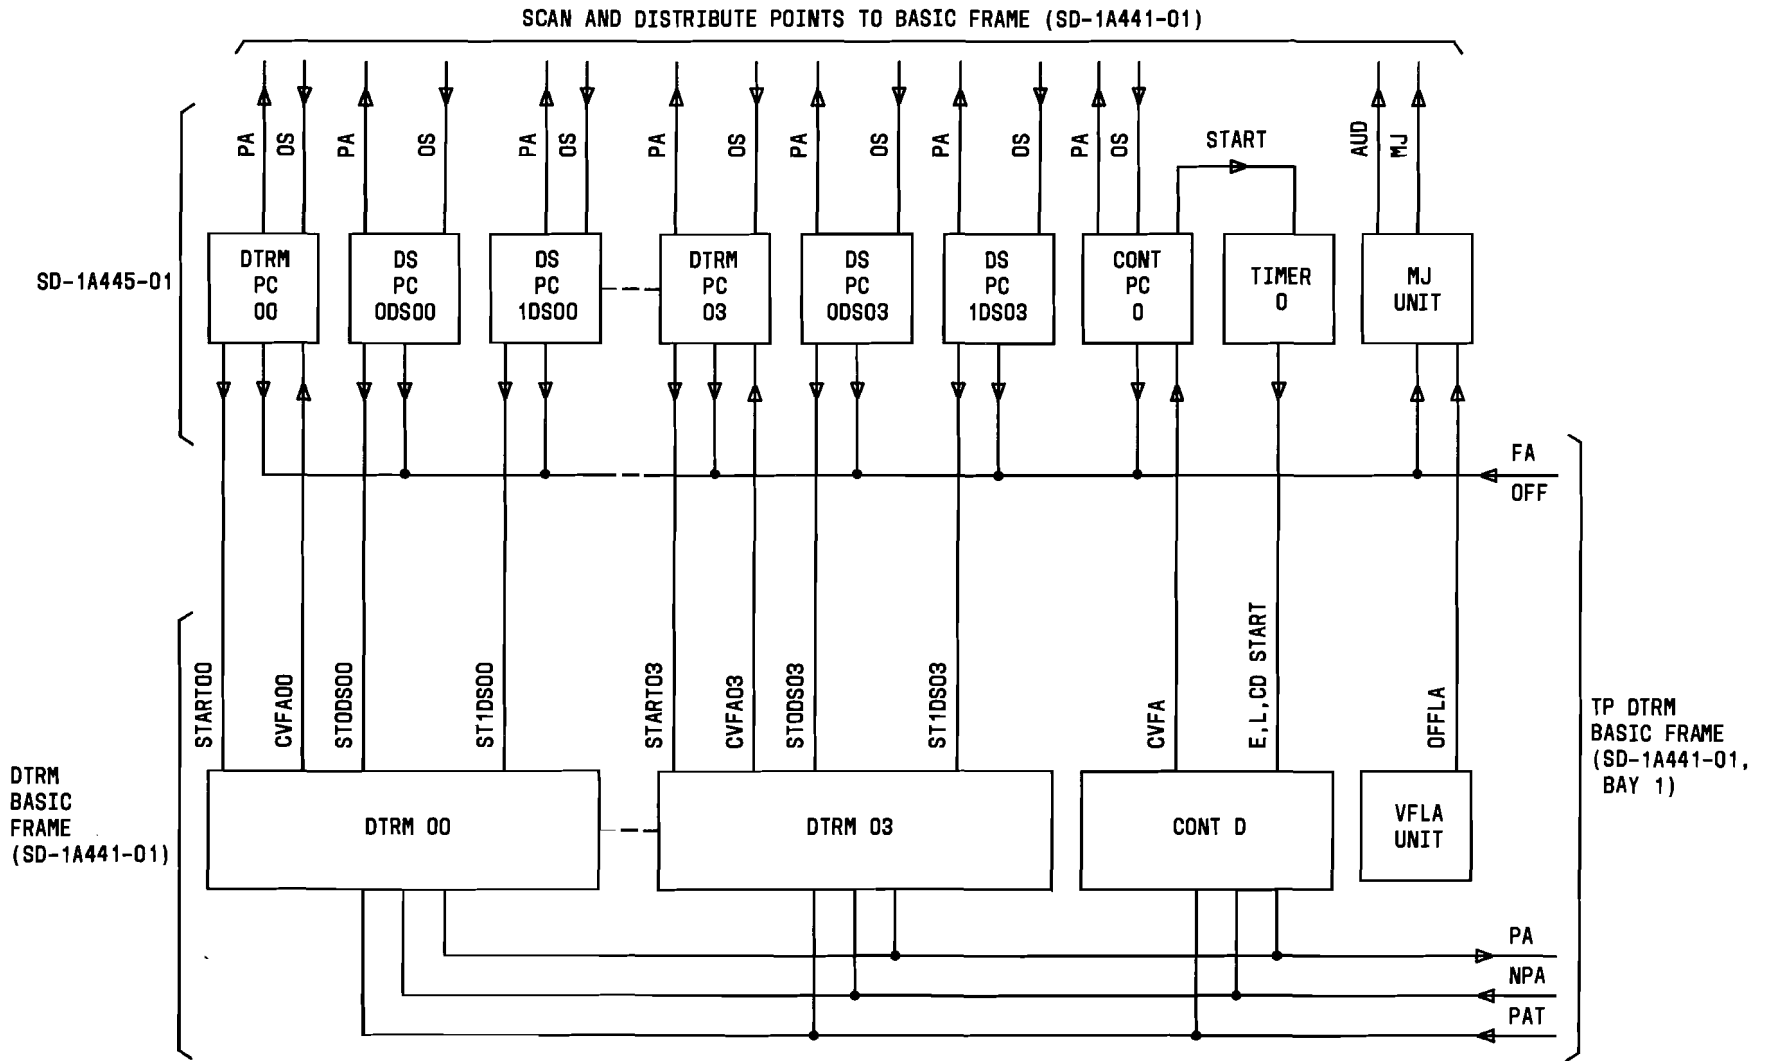 SCAN AND DISTRIBUTE POINTS TO BASIC FRAME (SD-1A441-01)
PA
OS
PA
OS
PA
OS
PA
OS
PA
OS
PA
OS
PA
OS
START
AUD
MJ
SD-1A445-01
DTRM
PC
00
DS
PC
0DS00
DS
PC
1DS00
DTRM
PC
03
DS
PC
0DS03
DS
PC
1DS03
CONT
PC
0
TIMER
0
MJ
UNIT
FA
OFF
START00
CVFA00
ST0DS00
ST1DS00
START03
CVFA03
ST0DS03
ST1DS03
CVFA
E,L,CD START
OFFLA
TP DTRM
BASIC FRAME
(SD-1A441-01,
BAY 1)
DTRM
BASIC
FRAME
(SD-1A441-01)
DTRM 00
DTRM 03
CONT D
VFLA
UNIT
PA
NPA
PAT